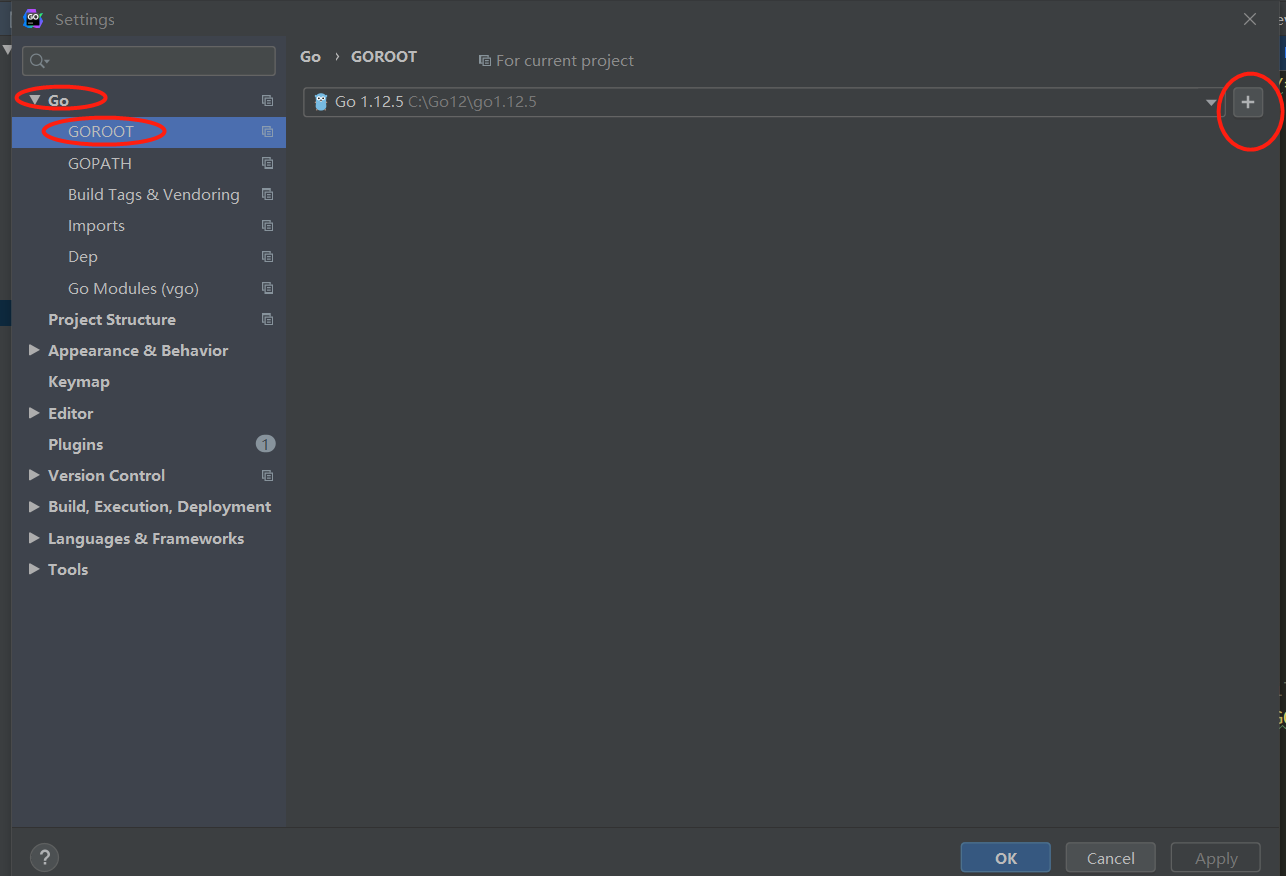 Settings
Go › GOROOT
For current project
Go
Go 1.12.5 C:\Go12\go1.12.5
GOROOT
GOPATH
Build Tags & Vendoring
Imports
Dep
Go Modules (vgo)
Project Structure
Appearance & Behavior
Keymap
Editor
Plugins 1
Version Control
Build, Execution, Deployment
Languages & Frameworks
Tools
?
OK
Cancel
Apply